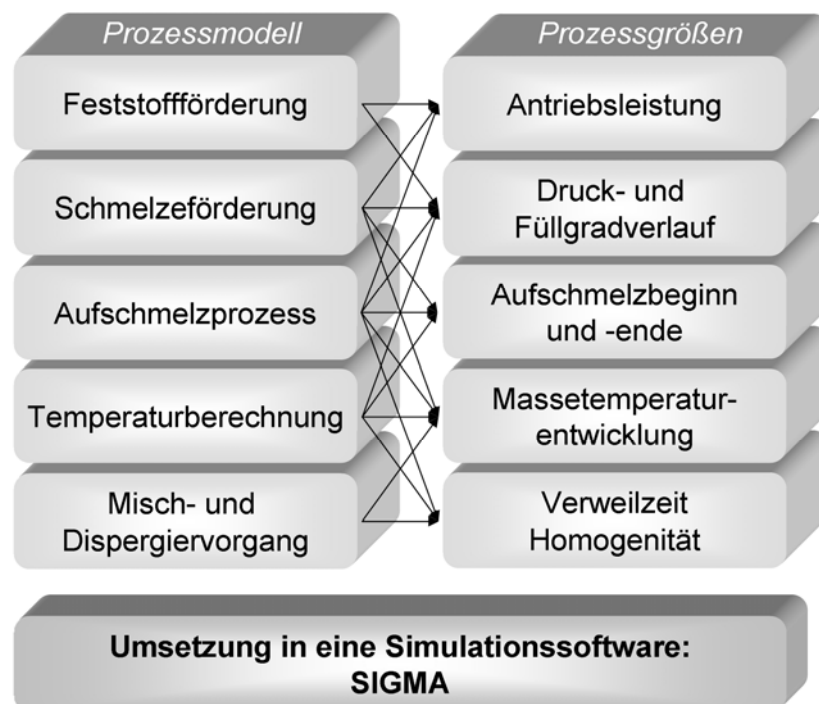 Prozessmodell
Feststoffförderung
Schmelzeförderung
Aufschmelzprozess
Temperaturberechnung
Misch- und
Dispergiervorgang
Prozessgrößen
Antriebsleistung
Druck- und
Füllgradverlauf
Aufschmelzbeginn
und -ende
Massetemperatur-
entwicklung
Verweilzeit
Homogenität
Umsetzung in eine Simulationssoftware:
SIGMA